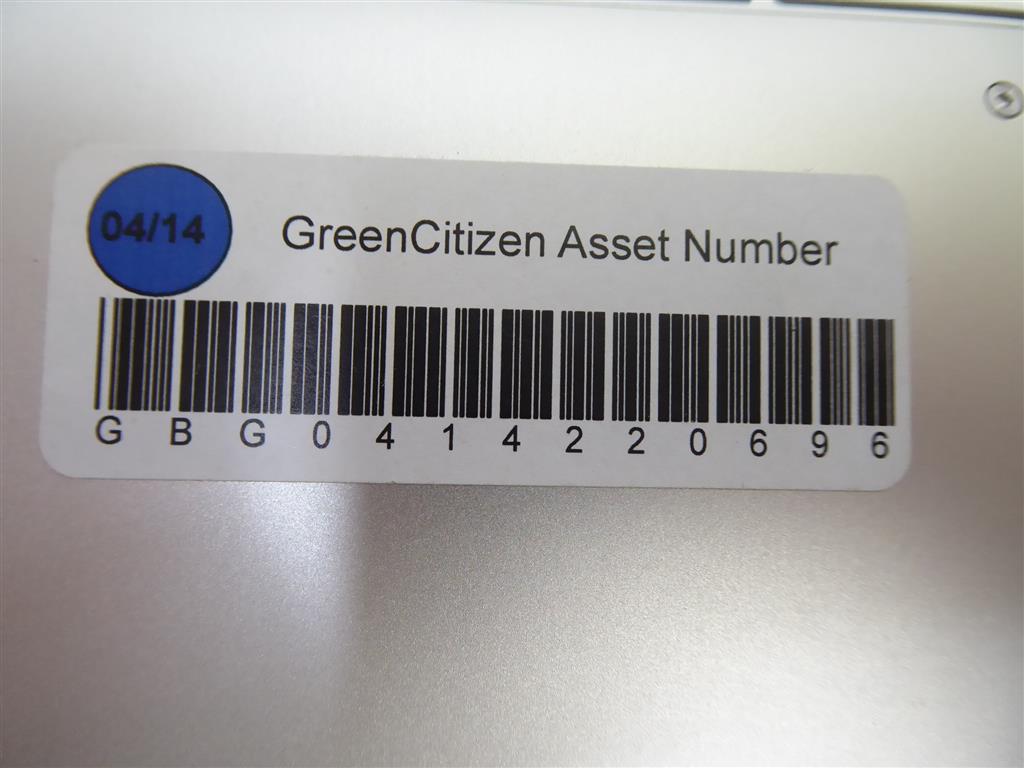 04/14
GreenCitizen Asset Number
G B G 0 4 1 4 2 2 0 6 9 6